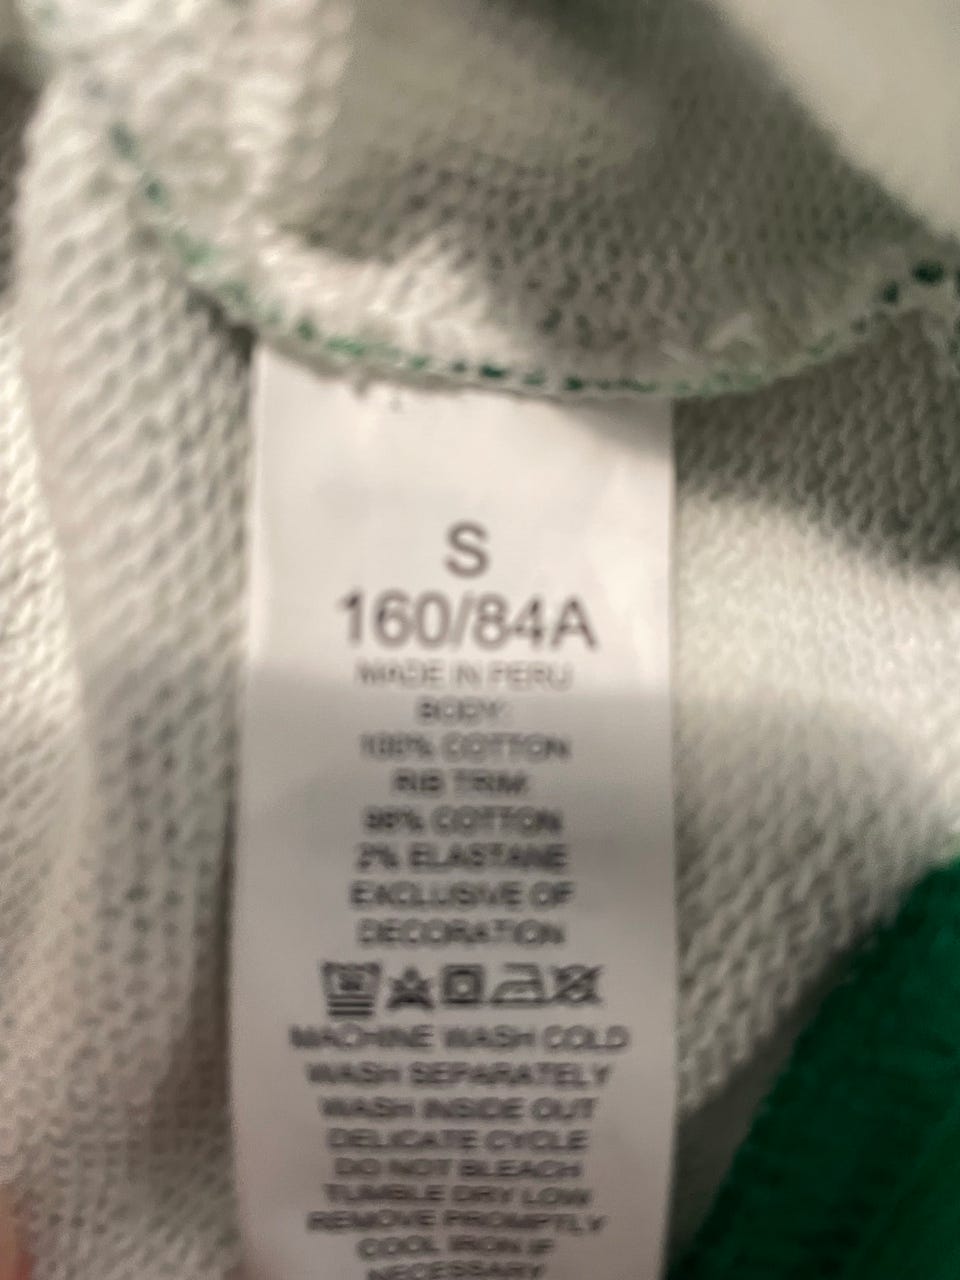 S
160/84A
MADE IN PERU
BODY:
100% COTTON
RIB TRIM:
98% COTTON
2% ELASTANE
EXCLUSIVE OF
DECORATION
MACHINE WASH COLD
WASH SEPARATELY
WASH INSIDE OUT
DELICATE CYCLE
DO NOT BLEACH
TUMBLE DRY LOW
REMOVE PROMPTLY
COOL IRON IF
NECESSARY